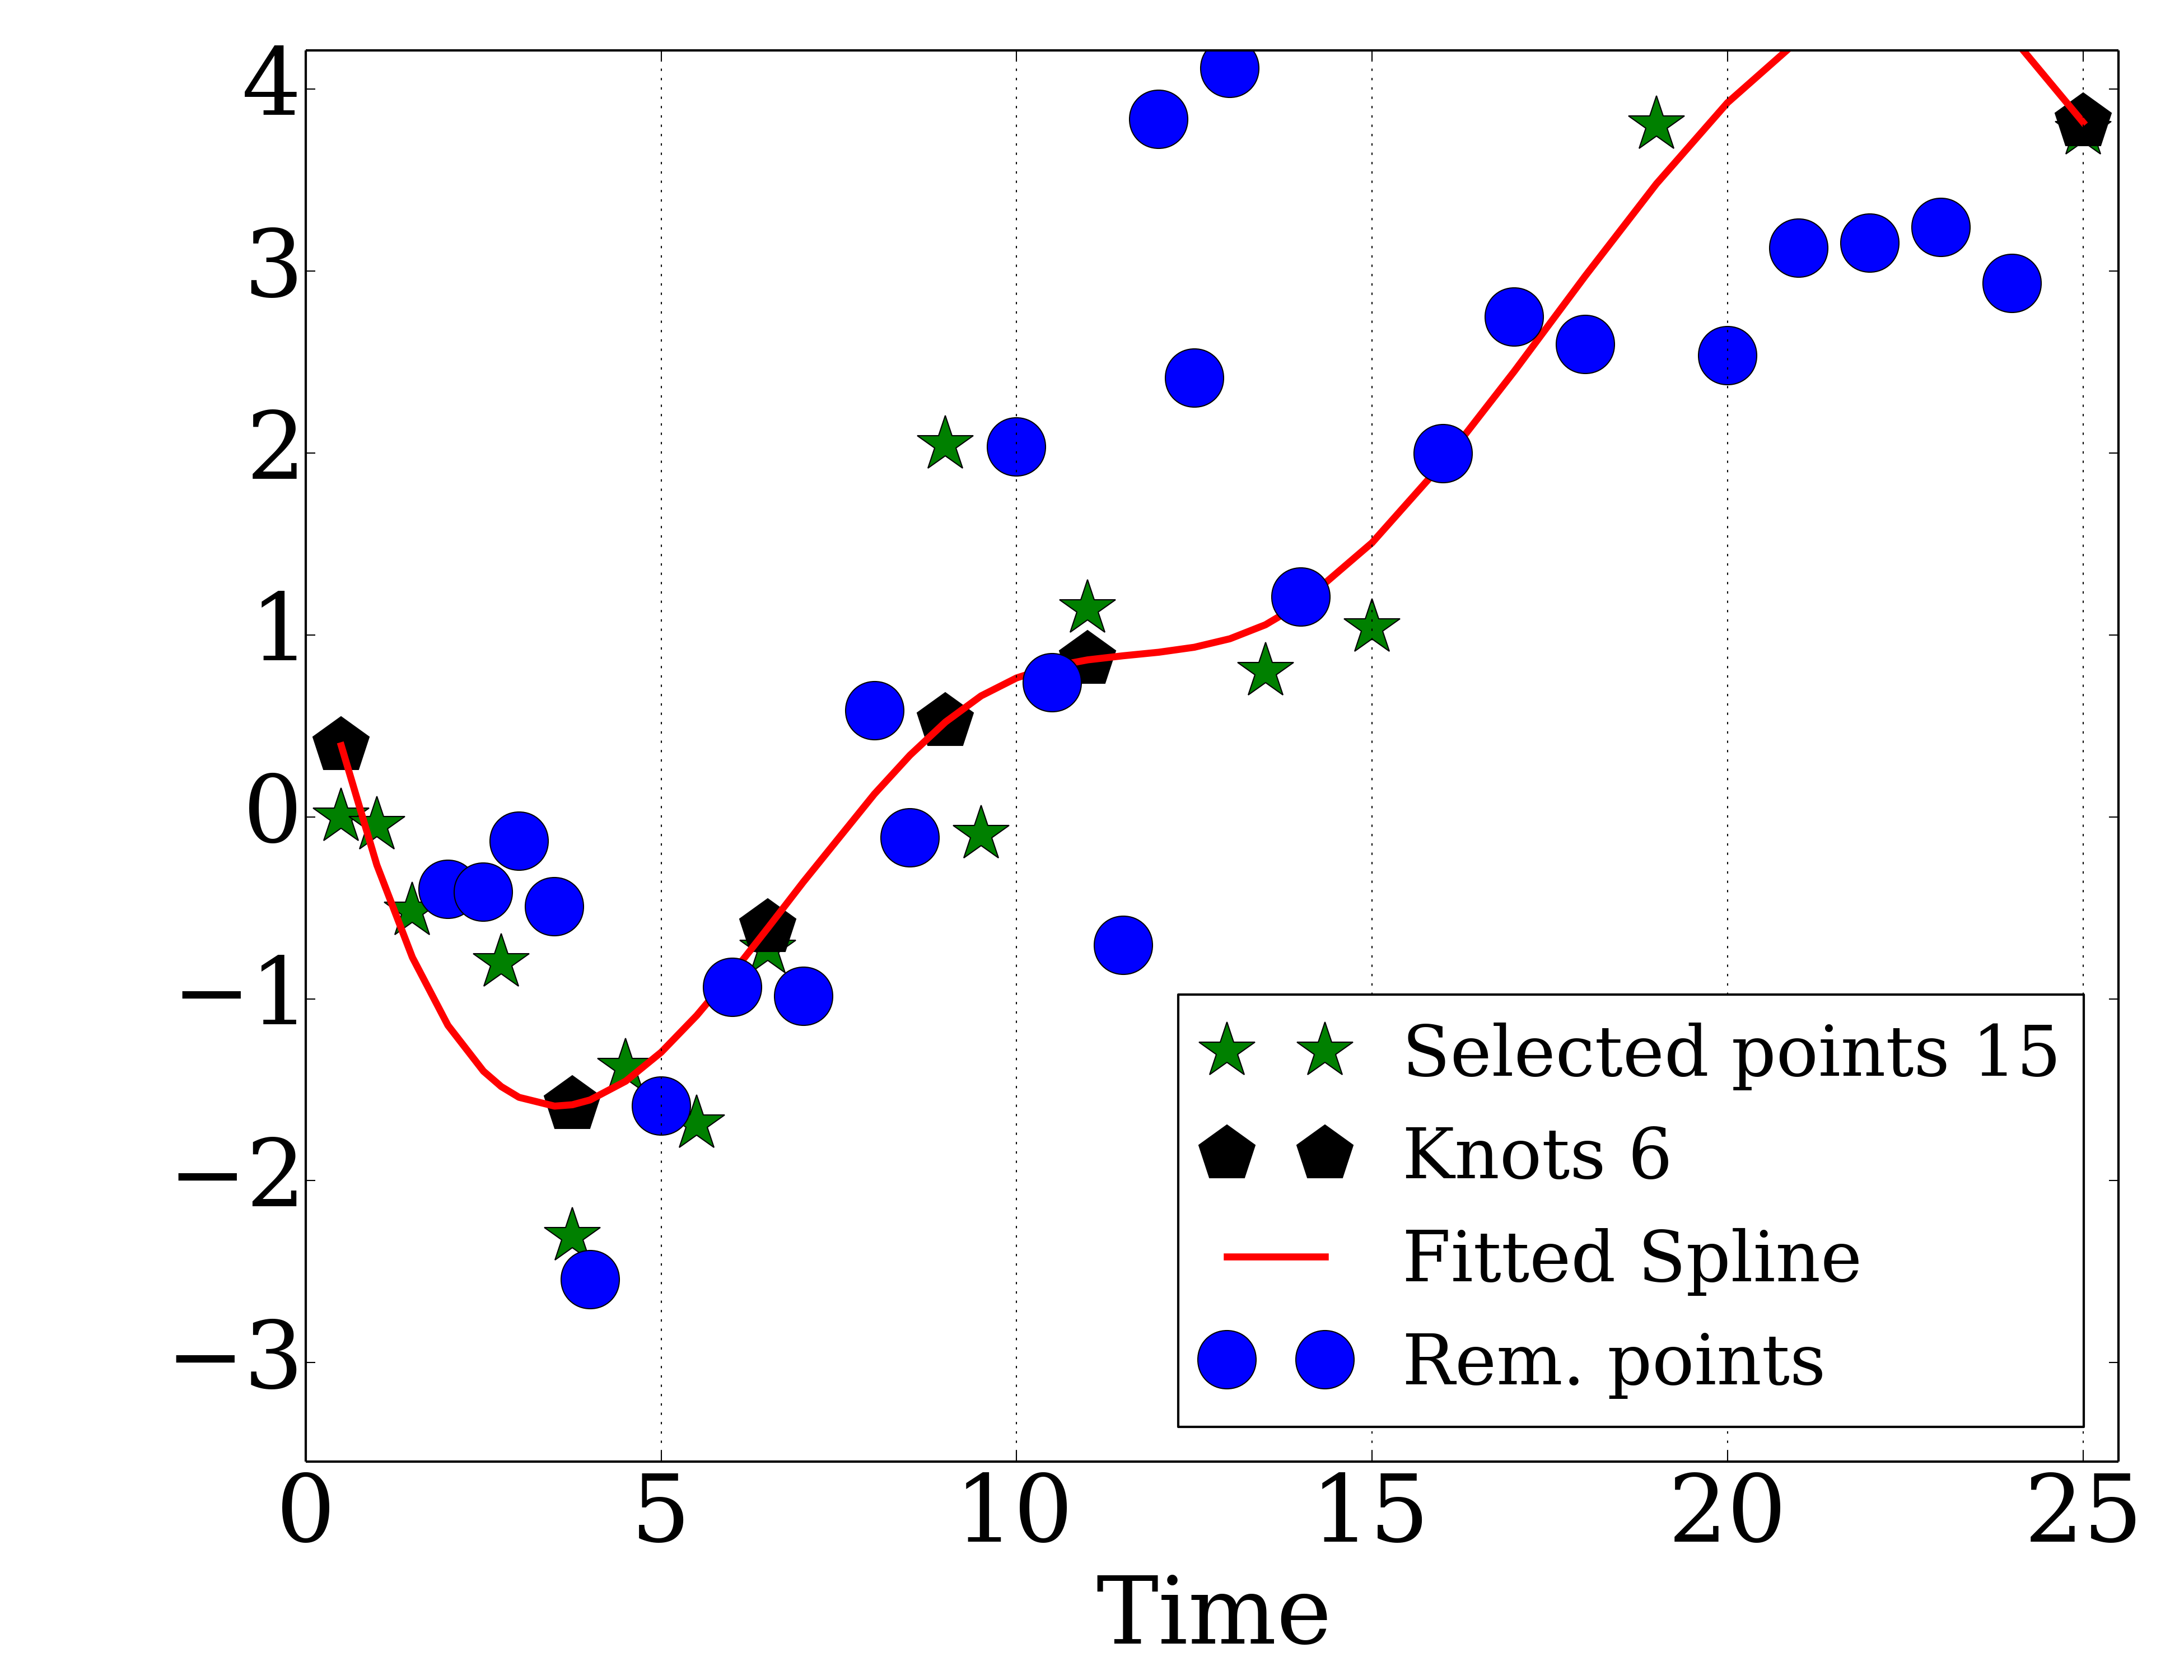 4
3
2
1
0
−1
−2
−3
Selected points 15
Knots 6
Fitted Spline
Rem. points
0 5 10 15 20 25
Time